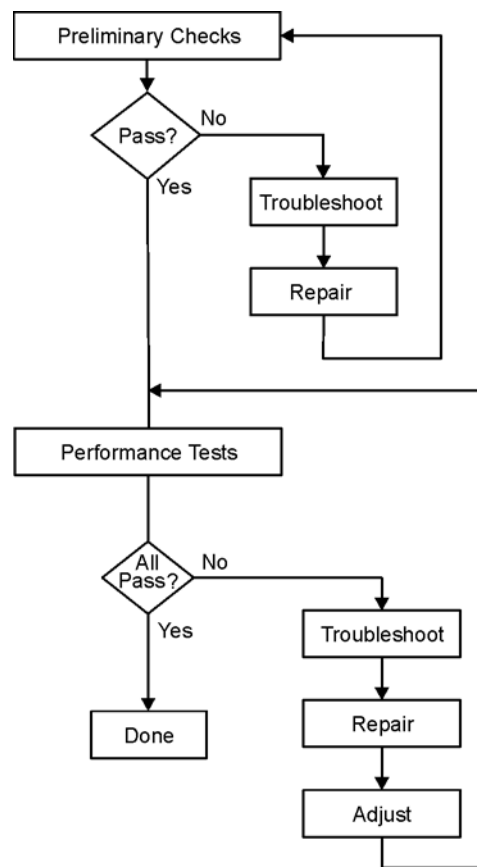 Preliminary Checks
Pass?
No
Yes
Troubleshoot
Repair
Performance Tests
All
Pass?
No
Yes
Troubleshoot
Done
Repair
Adjust